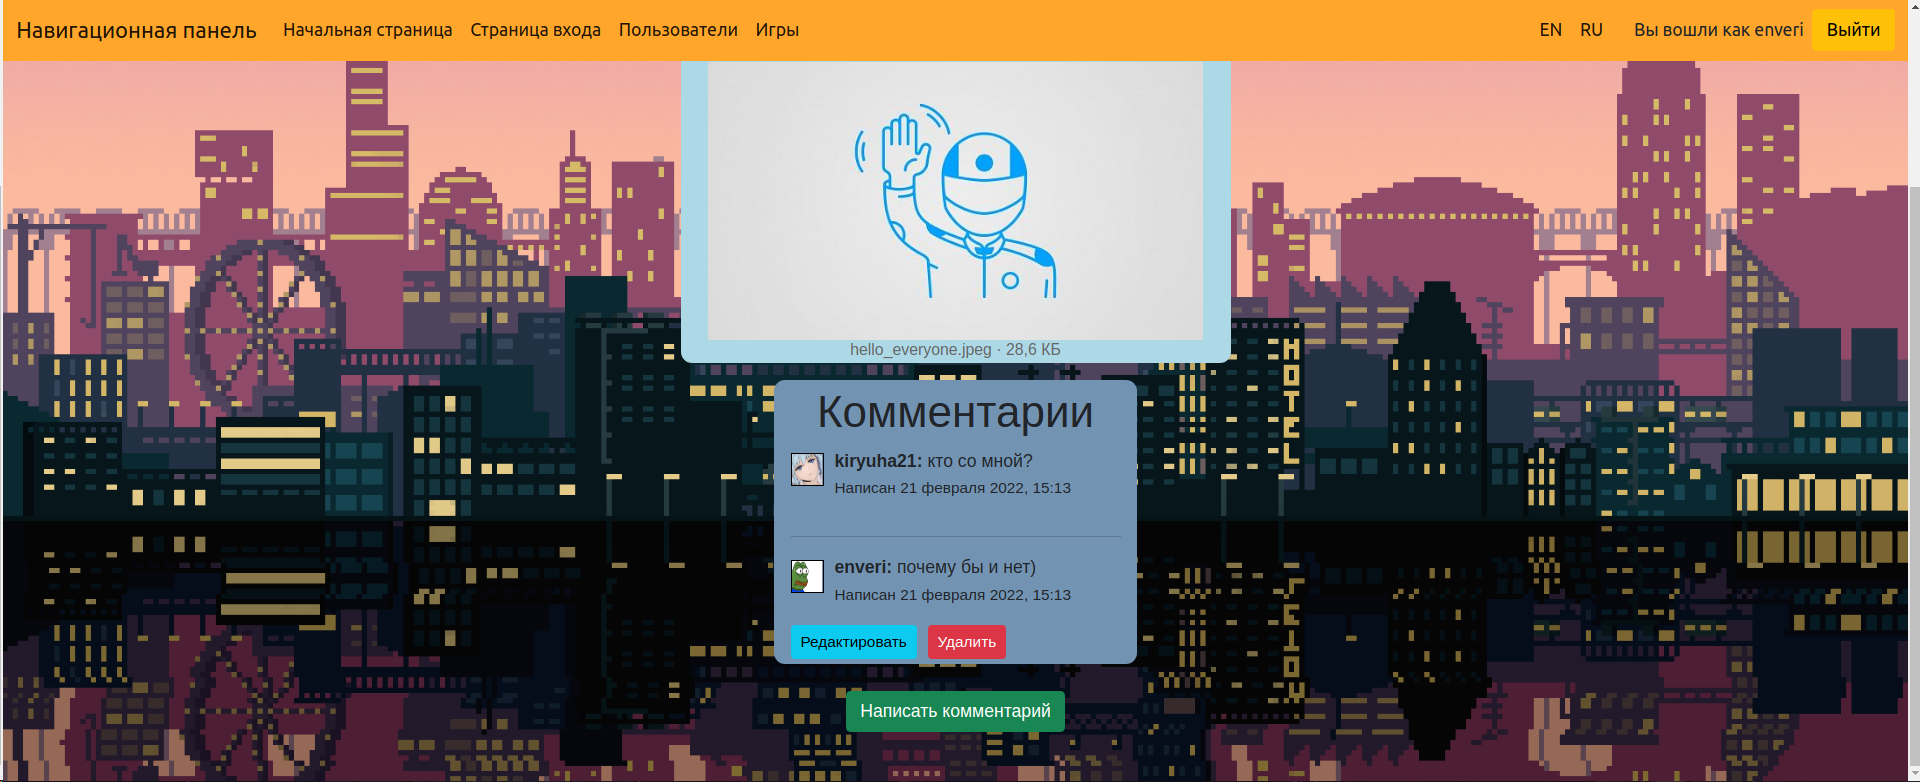 Навигационная панель Начальная страница Страница входа Пользователи Игры EN RU Вы вошли как enveri Выйти
hello_everyone.jpeg · 28,6 КБ
HOTEL
Комментарии
kiryuha21: кто со мной?
Написан 21 февраля 2022, 15:13
enveri: почему бы и нет)
Написан 21 февраля 2022, 15:13
Редактировать Удалить
Написать комментарий